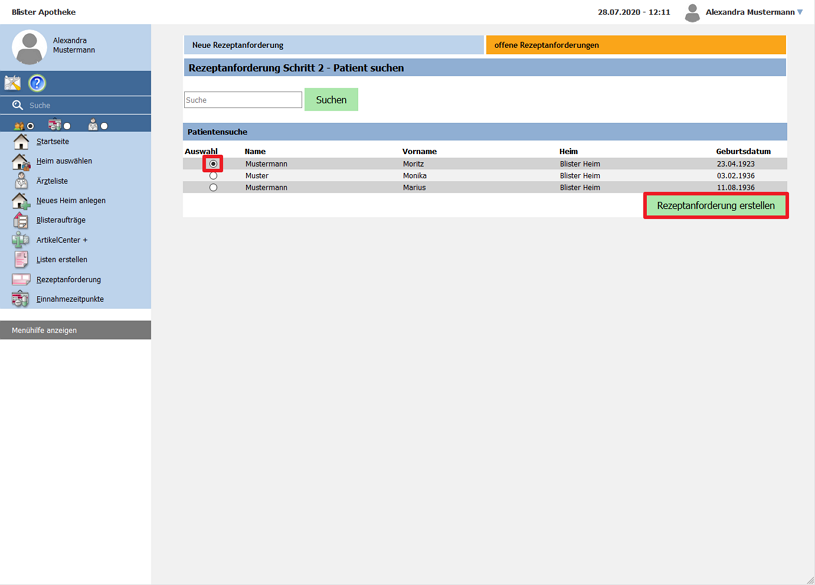 Blister Apotheke
28.07.2020 - 12:11
Alexandra Mustermann
Alexandra
Mustermann
Suche
Startseite
Heim auswählen
Ärzteliste
Neues Heim anlegen
Blisteraufträge
ArtikelCenter +
Listen erstellen
Rezeptanforderung
Einnahmezeitpunkte
Menühilfe anzeigen
Neue Rezeptanforderung
offene Rezeptanforderungen
Rezeptanforderung Schritt 2 - Patient suchen
Suche
Suchen
Patientensuche
Auswahl Name Vorname Heim Geburtsdatum
Mustermann Moritz Blister Heim 23.04.1923
Muster Monika Blister Heim 03.02.1936
Mustermann Marius Blister Heim 11.08.1936
Rezeptanforderung erstellen